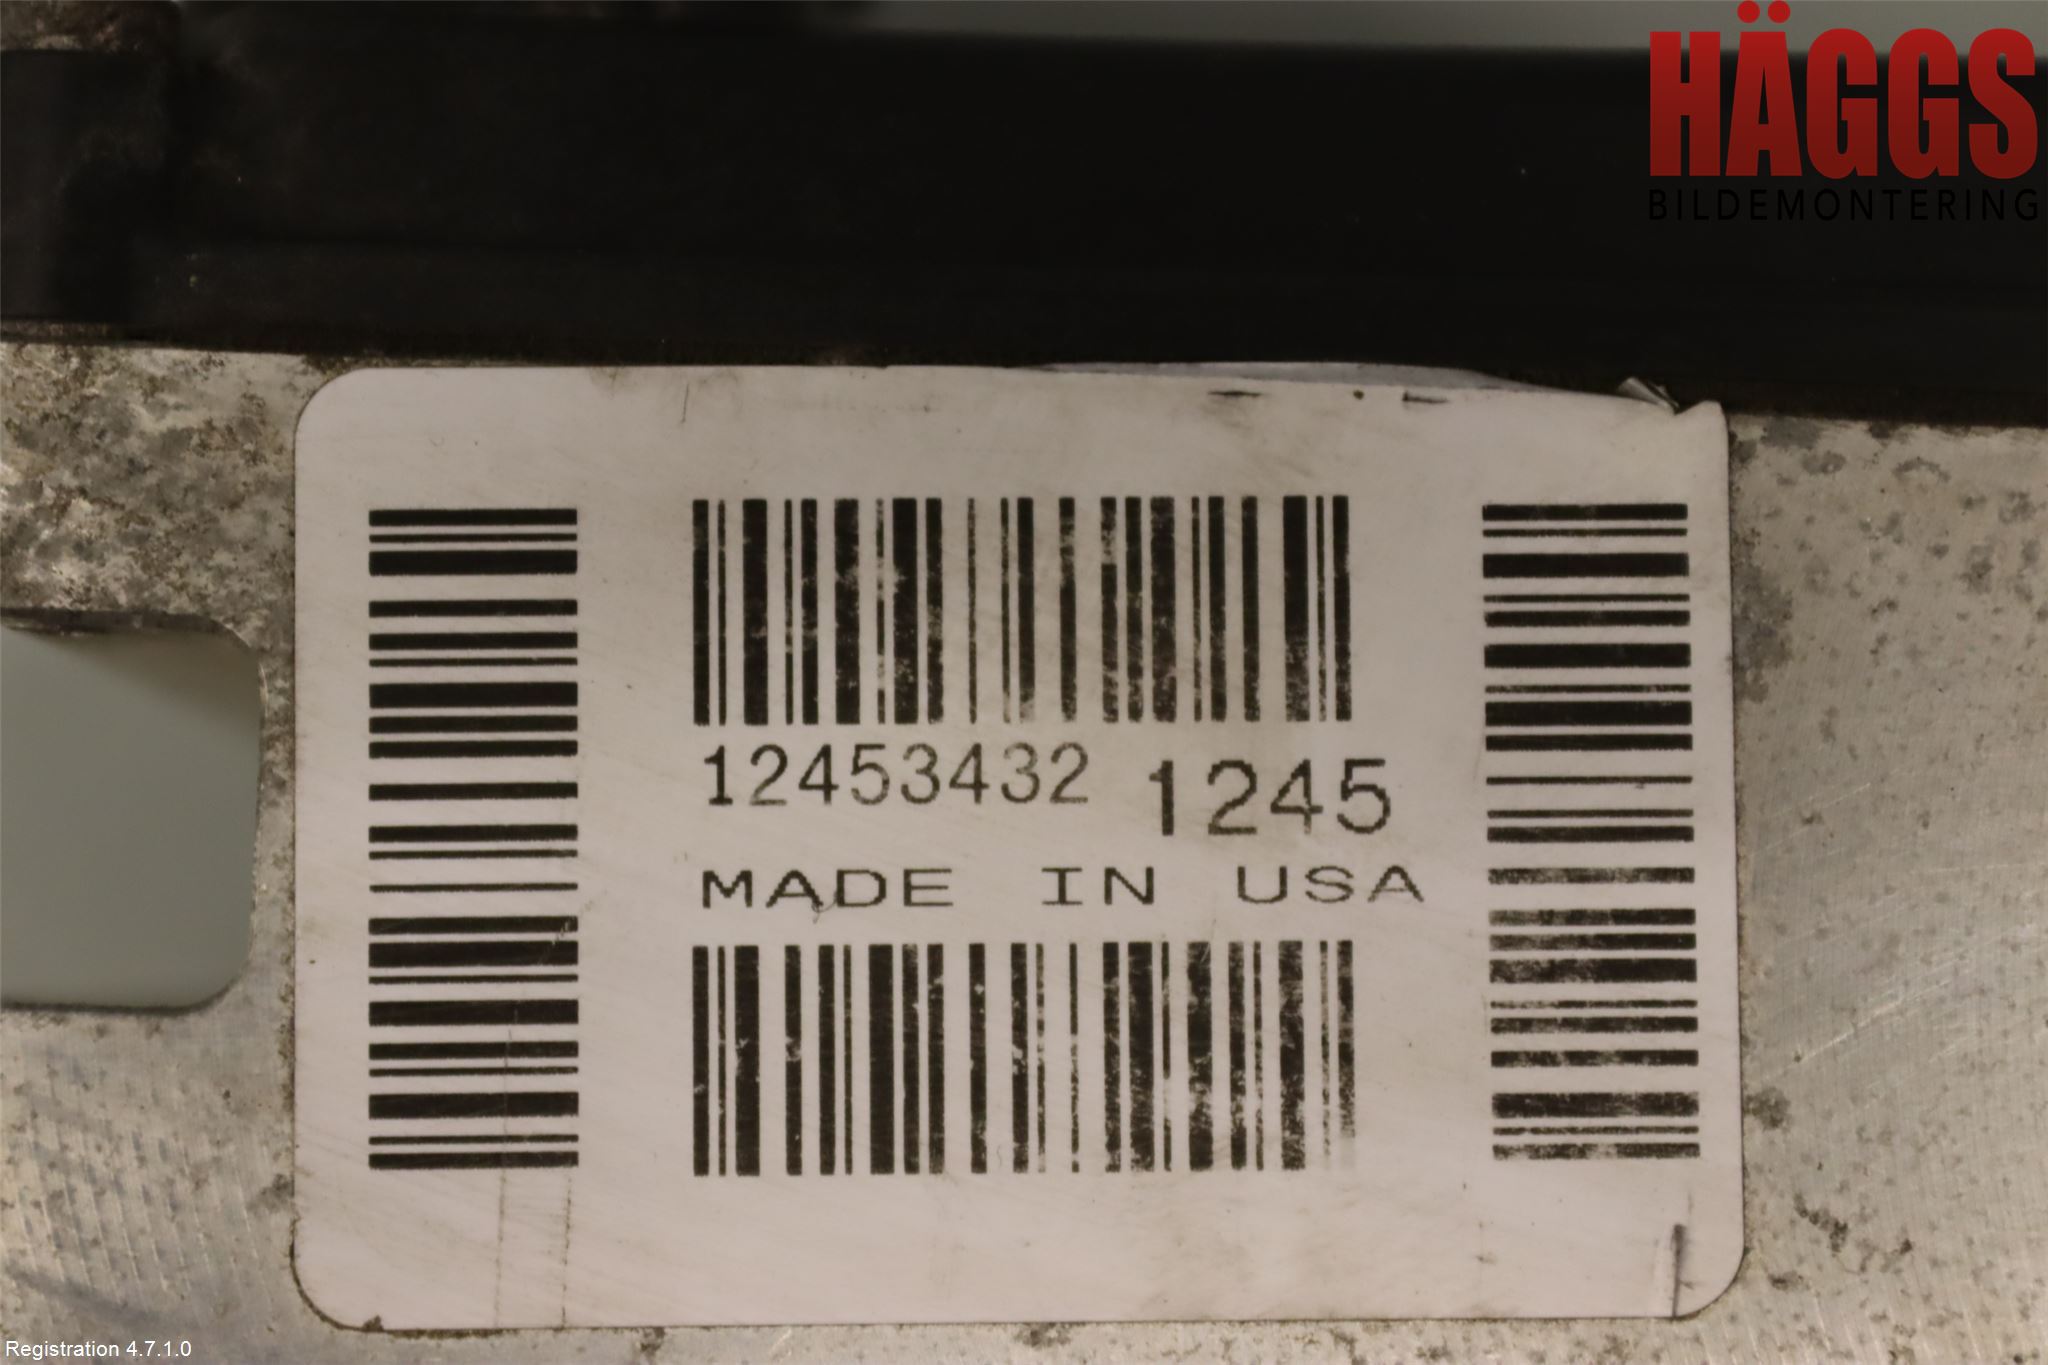 HÄGGS
BILDEMONTERING
12453432 1245
MADE IN USA
Registration 4.7.1.0